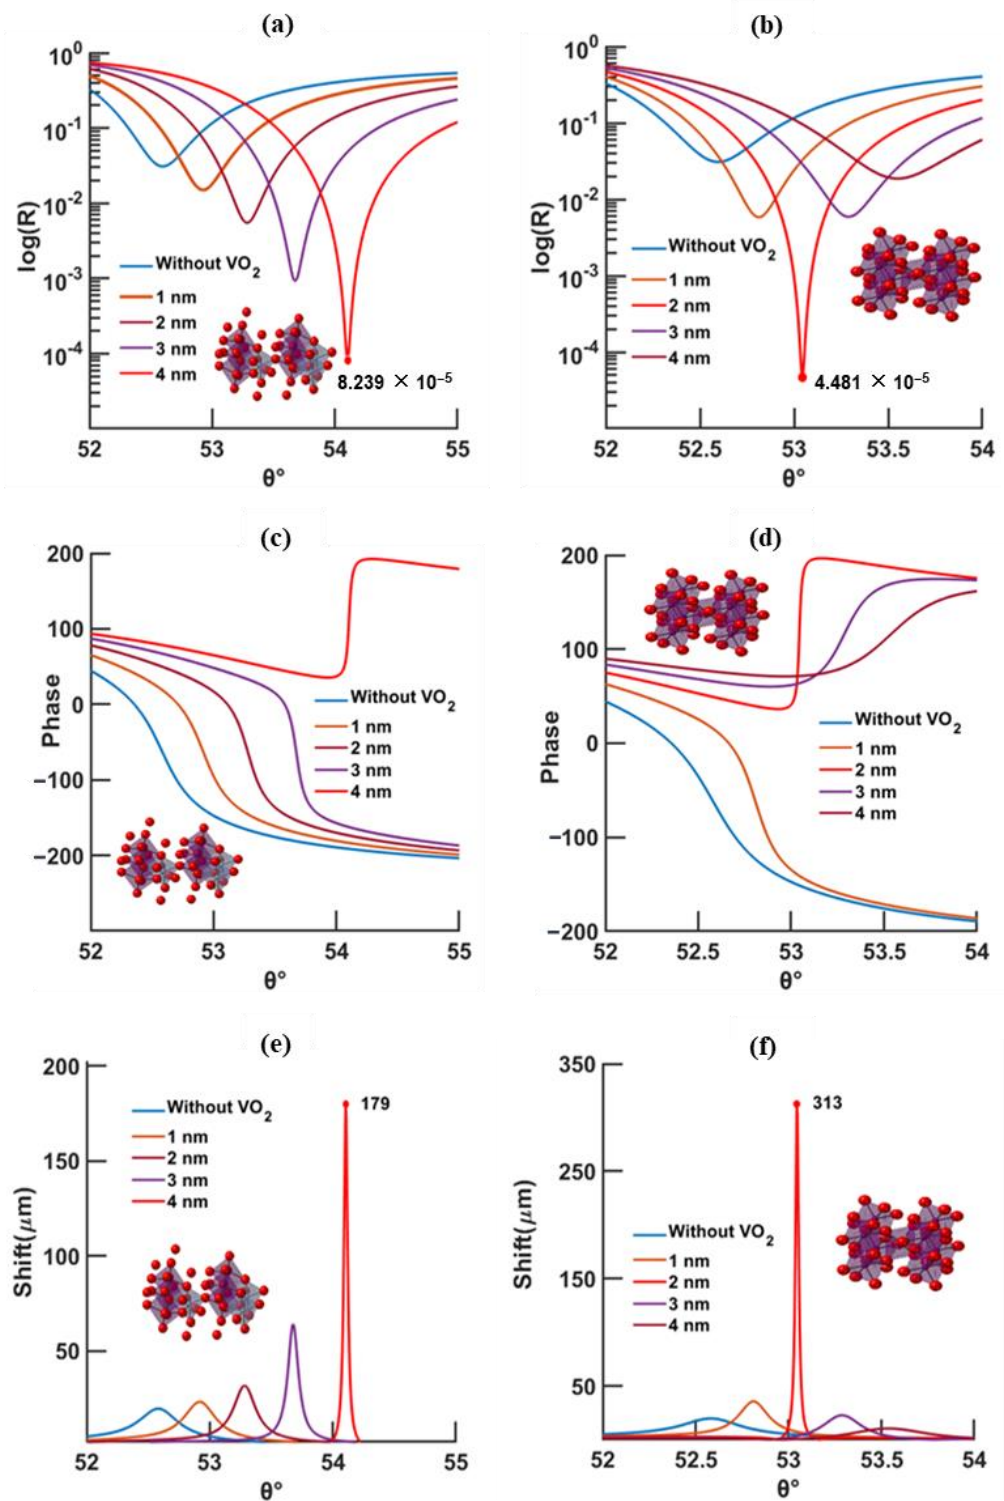 (a)
10⁰
10⁻¹
10⁻²
10⁻³
10⁻⁴
log(R)
Without VO₂
1 nm
2 nm
3 nm
4 nm
8.239 × 10⁻⁵
52 53 54 55
θ°
(b)
10⁰
10⁻¹
10⁻²
10⁻³
10⁻⁴
log(R)
Without VO₂
1 nm
2 nm
3 nm
4 nm
4.481 × 10⁻⁵
52 52.5 53 53.5 54
θ°
(c)
200
100
0
−100
−200
Phase
Without VO₂
1 nm
2 nm
3 nm
4 nm
52 53 54 55
θ°
(d)
200
100
0
−100
−200
Phase
Without VO₂
1 nm
2 nm
3 nm
4 nm
52 52.5 53 53.5 54
θ°
(e)
200
150
100
50
Shift(μm)
Without VO₂
1 nm
2 nm
3 nm
4 nm
179
52 53 54 55
θ°
(f)
350
250
150
50
Shift(μm)
313
Without VO₂
1 nm
2 nm
3 nm
4 nm
52 52.5 53 53.5 54
θ°